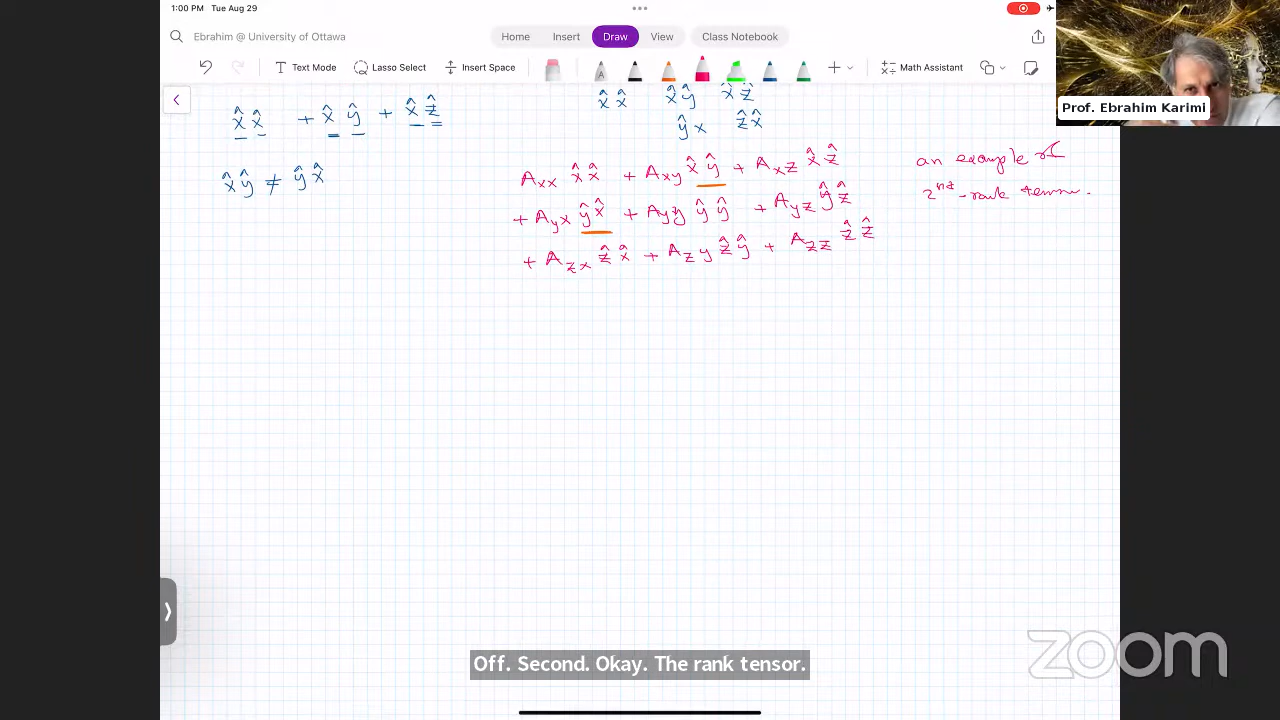 1:00 PM Tue Aug 29
Ebrahim @ University of Ottawa
Home Insert Draw View Class Notebook
Text Mode Lasso Select Insert Space Math Assistant
Prof. Ebrahim Karimi
x̂ x̂ + x̂ ŷ + x̂ ẑ
x̂ŷ ≠ ŷx̂
x̂ x̂ x̂ŷ x̂ ẑ
ŷx ẑx̂
Axx x̂x̂ + Axy x̂ ŷ + Axz x̂ ẑ
+ Ayx ŷx̂ + Ayy ŷ ŷ + Ayz ŷẑ
+ Azx ẑx̂ + Azy ẑŷ + Azz ẑ ẑ
an example of
2nd-rank tensor.
Off. Second. Okay. The rank tensor.
zoom